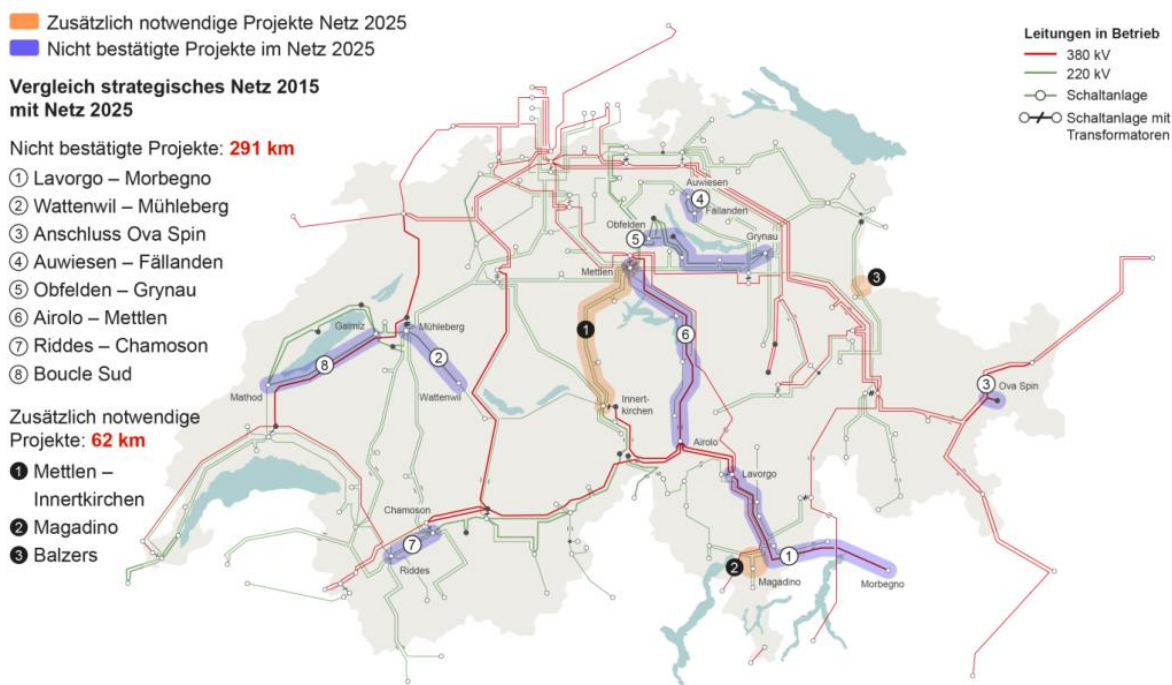 Zusätzlich notwendige Projekte Netz 2025
Nicht bestätigte Projekte im Netz 2025
Vergleich strategisches Netz 2015
mit Netz 2025
Nicht bestätigte Projekte: 291 km
1 Lavorgo – Morbegno
2 Wattenwil – Mühleberg
3 Anschluss Ova Spin
4 Auwiesen – Fällanden
5 Obfelden – Grynau
6 Airolo – Mettlen
7 Riddes – Chamoson
8 Boucle Sud
Zusätzlich notwendige
Projekte: 62 km
1 Mettlen –
Innertkirchen
2 Magadino
3 Balzers
Leitungen in Betrieb
380 kV
220 kV
Schaltanlage
Schaltanlage mit
Transformatoren
Auwiesen
4
Fällanden
Obfelden
5
Grynau
Mettlen
3
1
6
Galmiz
Mühleberg
8
2
Mathod
Wattenwil
Innert-
kirchen
3
Ova Spin
Airolo
Lavorgo
Chamoson
7
Riddes
1
2
Magadino
Morbegno